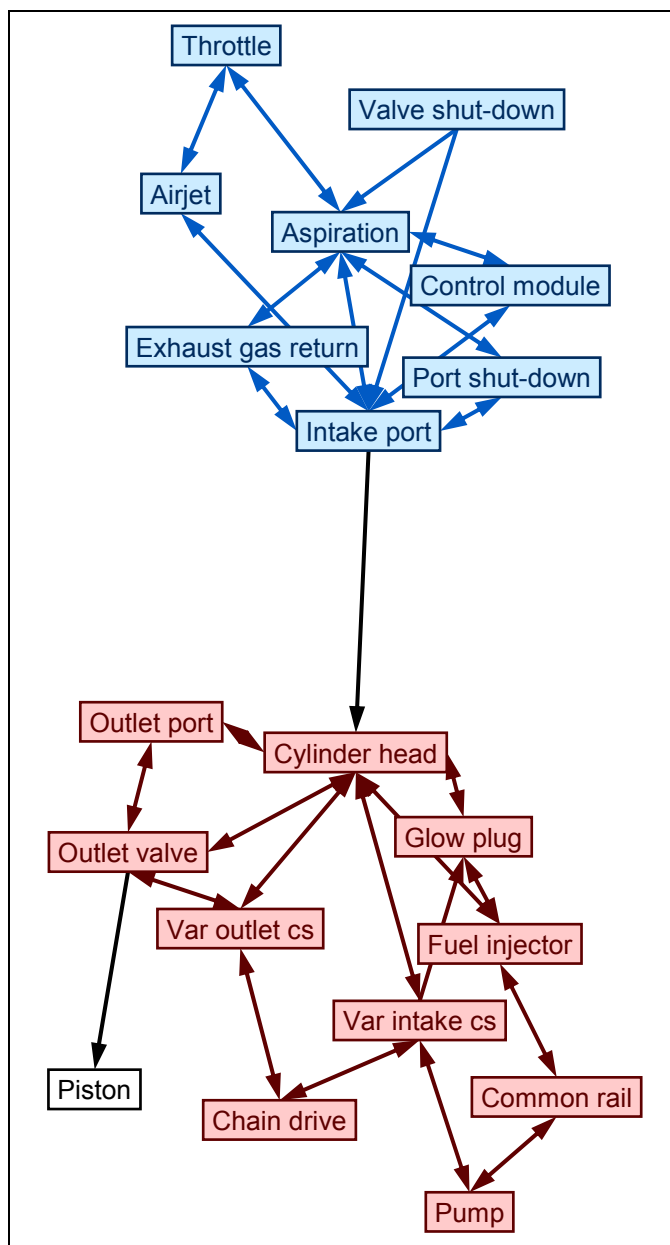 Throttle
Valve shut-down
Airjet
Aspiration
Control module
Exhaust gas return
Port shut-down
Intake port
Outlet port
Cylinder head
Glow plug
Outlet valve
Var outlet cs
Fuel injector
Var intake cs
Piston
Common rail
Chain drive
Pump